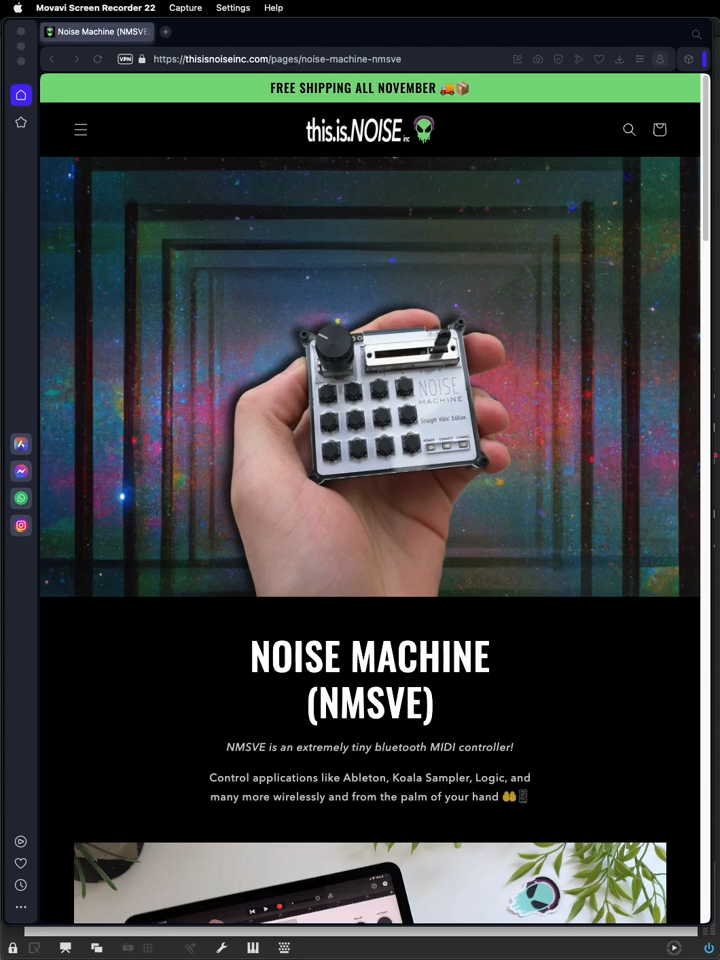 Movavi Screen Recorder 22 Capture Settings Help
Noise Machine (NMSVE
VPN https://thisisnoiseinc.com/pages/noise-machine-nmsve
FREE SHIPPING ALL NOVEMBER 🚚📦
this.is.NOISE inc
NOISE
MACHINE
Straight Vibin' Edition
POWER CONNECT CHANNEL
NOISE MACHINE
(NMSVE)
NMSVE is an extremely tiny bluetooth MIDI controller!
Control applications like Ableton, Koala Sampler, Logic, and
many more wirelessly and from the palm of your hand 🤲🎛